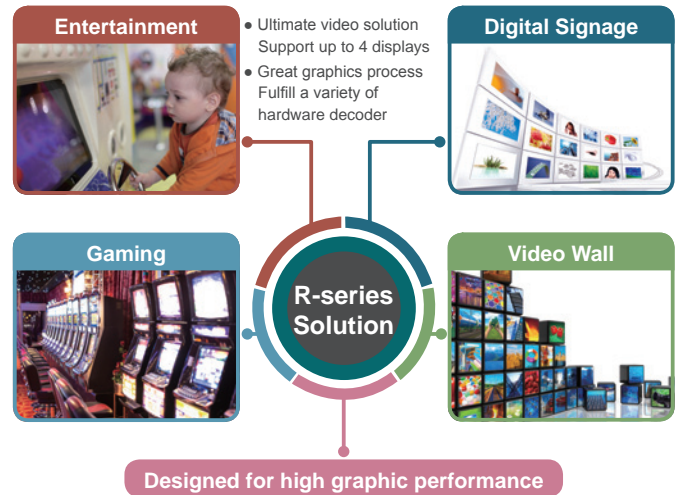 Entertainment
● Ultimate video solution
Support up to 4 displays
● Great graphics process
Fulfill a variety of
hardware decoder
Digital Signage
Gaming
R-series
Solution
Video Wall
Designed for high graphic performance